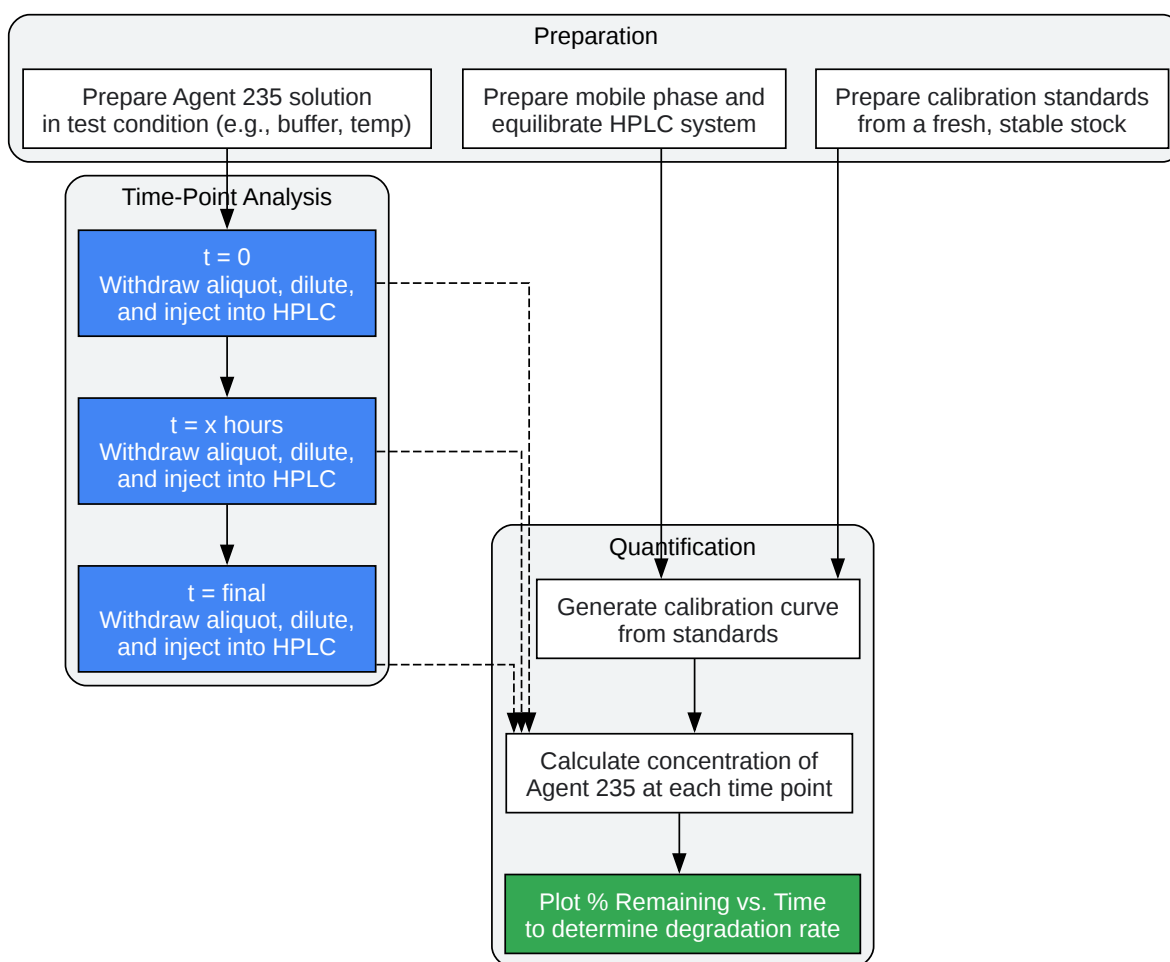 Preparation
Prepare Agent 235 solution
in test condition (e.g., buffer, temp)
Prepare mobile phase and
equilibrate HPLC system
Prepare calibration standards
from a fresh, stable stock
Time-Point Analysis
t = 0
Withdraw aliquot, dilute,
and inject into HPLC
t = x hours
Withdraw aliquot, dilute,
and inject into HPLC
t = final
Withdraw aliquot, dilute,
and inject into HPLC
Quantification
Generate calibration curve
from standards
Calculate concentration of
Agent 235 at each time point
Plot % Remaining vs. Time
to determine degradation rate